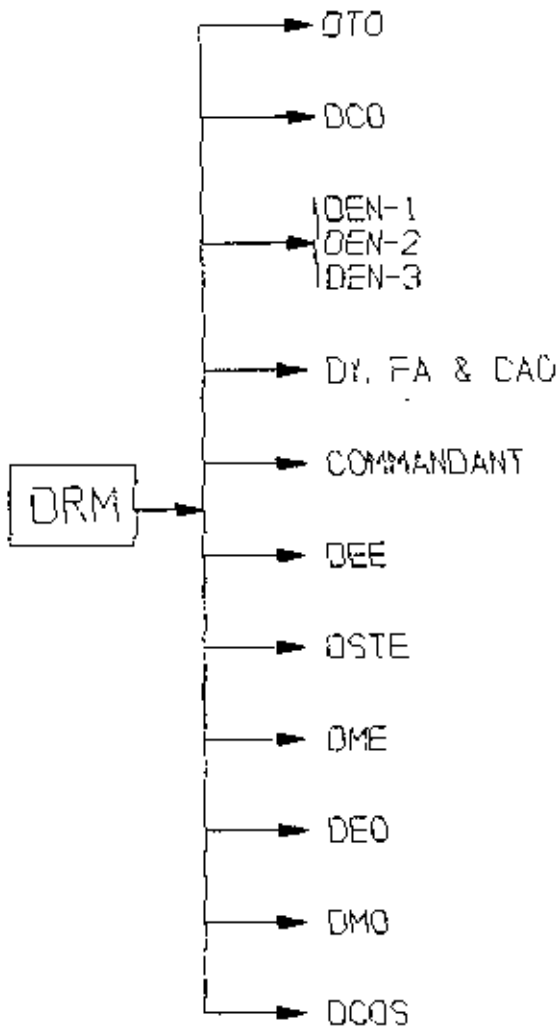 DTO
DCO
DEN-1
DEN-2
DEN-3
DY. FA & CAO
COMMANDANT
DRM
DEE
DSTE
DME
DEO
DMO
DCOS